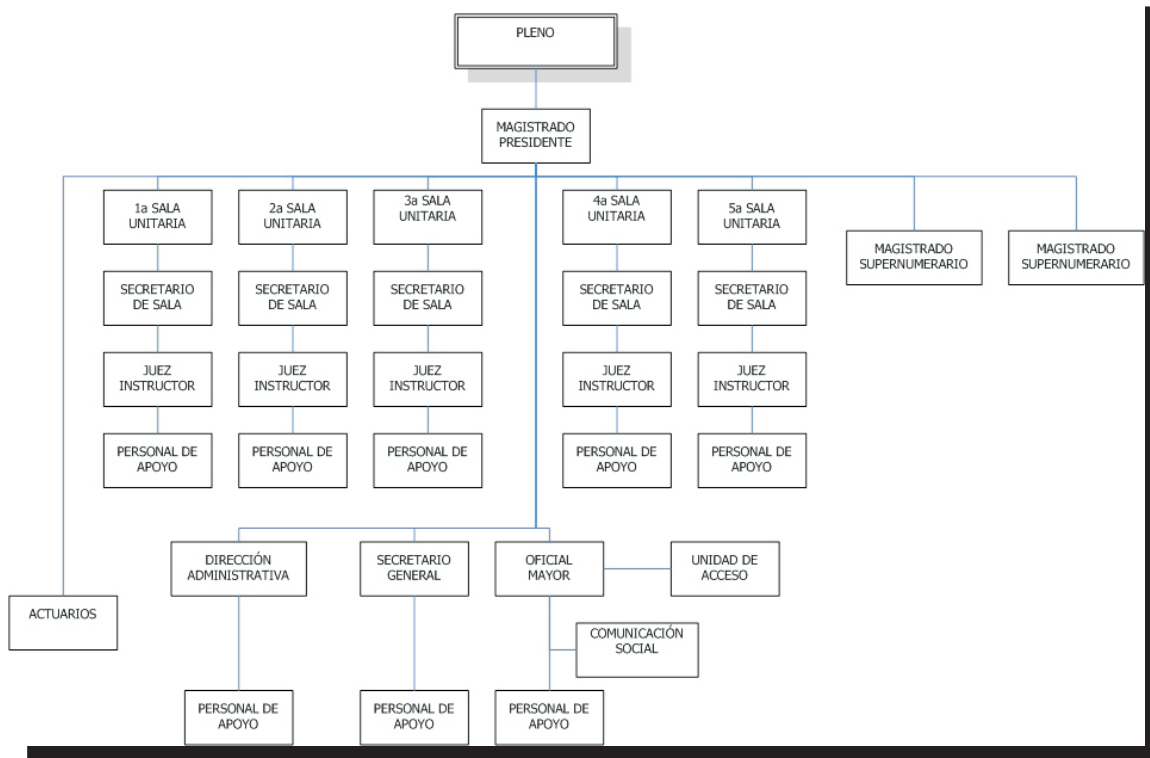 PLENO
MAGISTRADO
PRESIDENTE
1a SALA
UNITARIA
2a SALA
UNITARIA
3a SALA
UNITARIA
4a SALA
UNITARIA
5a SALA
UNITARIA
MAGISTRADO
SUPERNUMERARIO
MAGISTRADO
SUPERNUMERARIO
SECRETARIO
DE SALA
SECRETARIO
DE SALA
SECRETARIO
DE SALA
SECRETARIO
DE SALA
SECRETARIO
DE SALA
JUEZ
INSTRUCTOR
JUEZ
INSTRUCTOR
JUEZ
INSTRUCTOR
JUEZ
INSTRUCTOR
JUEZ
INSTRUCTOR
PERSONAL DE
APOYO
PERSONAL DE
APOYO
PERSONAL DE
APOYO
PERSONAL DE
APOYO
PERSONAL DE
APOYO
DIRECCIÓN
ADMINISTRATIVA
SECRETARIO
GENERAL
OFICIAL
MAYOR
UNIDAD DE
ACCESO
ACTUARIOS
COMUNICACIÓN
SOCIAL
PERSONAL DE
APOYO
PERSONAL DE
APOYO
PERSONAL DE
APOYO